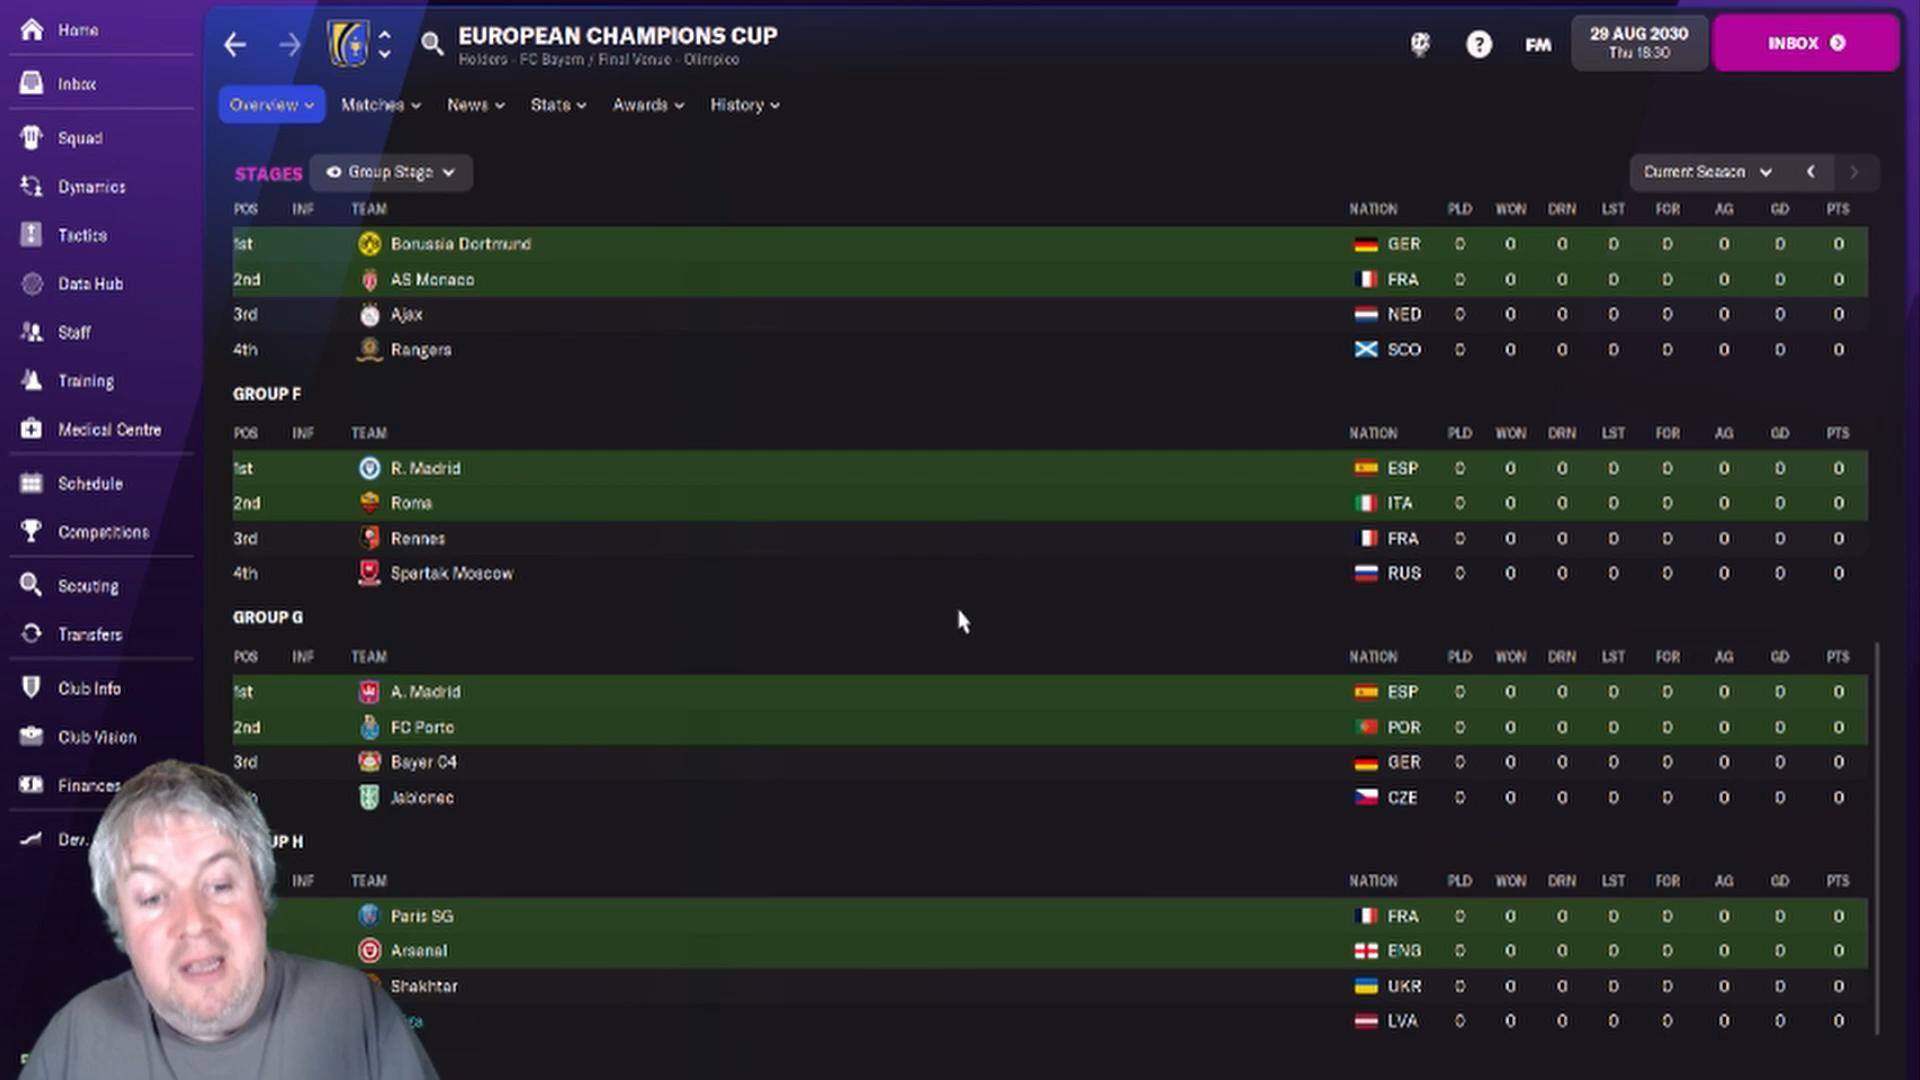 Home
Inbox
Squad
Dynamics
Tactics
Data Hub
Staff
Training
Medical Centre
Schedule
Competitions
Scouting
Transfers
Club Info
Club Vision
Finances
Dev.
EUROPEAN CHAMPIONS CUP
Holders - FC Bayern / Final Venue - Olimpico
?
FM
29 AUG 2030
Thu 18:30
INBOX
Overview Matches News Stats Awards History
STAGES Group Stage Current Season
POS INF TEAM NATION PLD WON DRN LST FOR AG GD PTS
1st Borussia Dortmund GER 0 0 0 0 0 0 0 0
2nd AS Monaco FRA 0 0 0 0 0 0 0 0
3rd Ajax NED 0 0 0 0 0 0 0 0
4th Rangers SCO 0 0 0 0 0 0 0 0
GROUP F
POS INF TEAM NATION PLD WON DRN LST FOR AG GD PTS
1st R. Madrid ESP 0 0 0 0 0 0 0 0
2nd Roma ITA 0 0 0 0 0 0 0 0
3rd Rennes FRA 0 0 0 0 0 0 0 0
4th Spartak Moscow RUS 0 0 0 0 0 0 0 0
GROUP G
POS INF TEAM NATION PLD WON DRN LST FOR AG GD PTS
1st A. Madrid ESP 0 0 0 0 0 0 0 0
2nd FC Porto POR 0 0 0 0 0 0 0 0
3rd Bayer 04 GER 0 0 0 0 0 0 0 0
Jablonec CZE 0 0 0 0 0 0 0 0
UP H
INF TEAM NATION PLD WON DRN LST FOR AG GD PTS
Paris SG FRA 0 0 0 0 0 0 0 0
Arsenal ENG 0 0 0 0 0 0 0 0
Shakhtar UKR 0 0 0 0 0 0 0 0
LVA 0 0 0 0 0 0 0 0